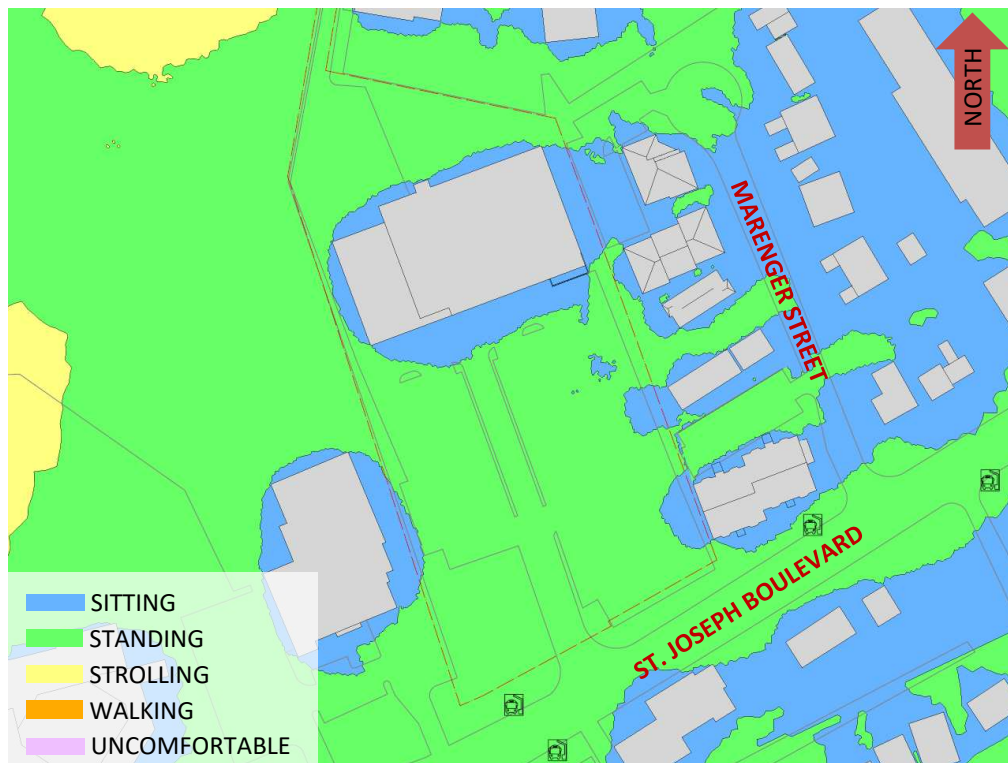 NORTH
MARENGER STREET
ST. JOSEPH BOULEVARD
SITTING
STANDING
STROLLING
WALKING
UNCOMFORTABLE